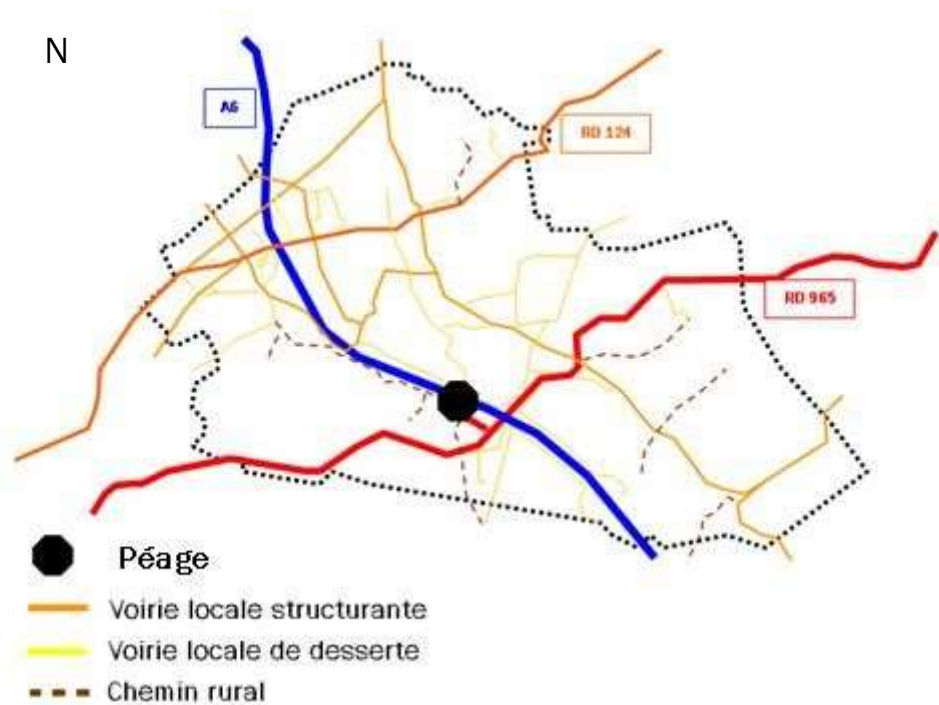 N
A6
RD 124
RD 965
Péage
Voirie locale structurante
Voirie locale de desserte
Chemin rural